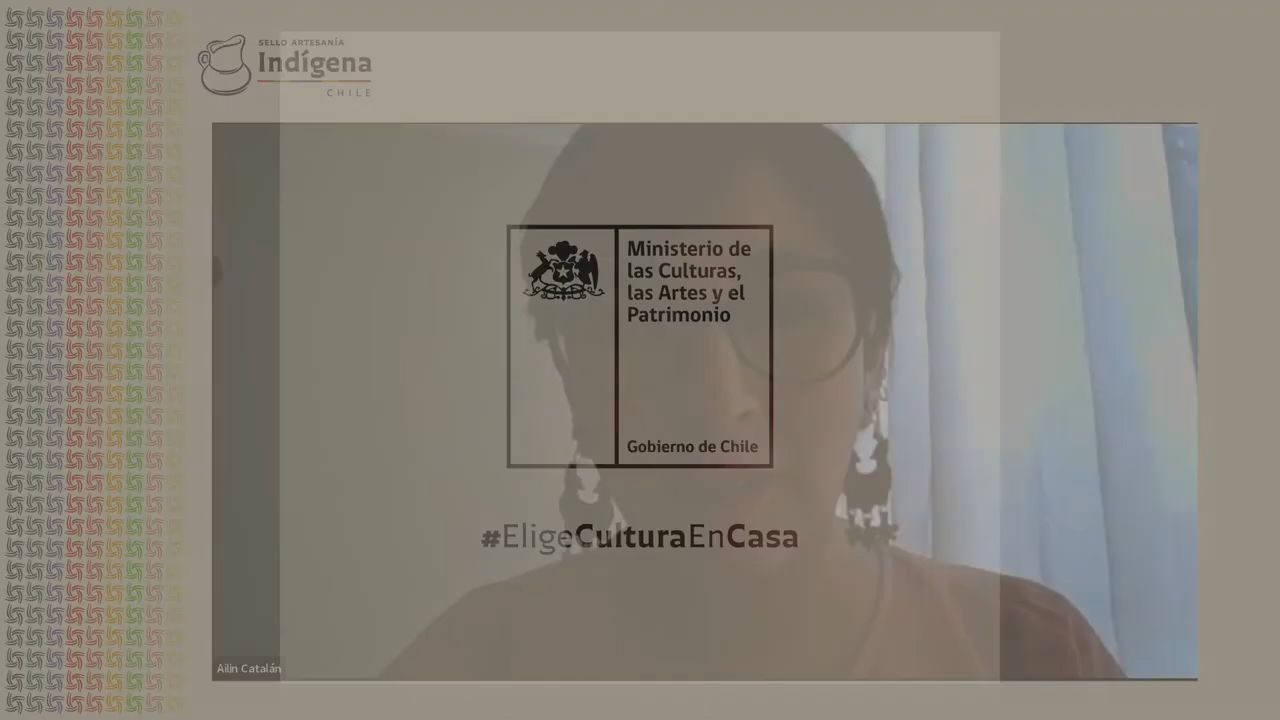 SELLO ARTESANÍA
Indígena
CHILE
Ministerio de
las Culturas,
las Artes y el
Patrimonio
Gobierno de Chile
#EligeCulturaEnCasa
Ailin Catalán